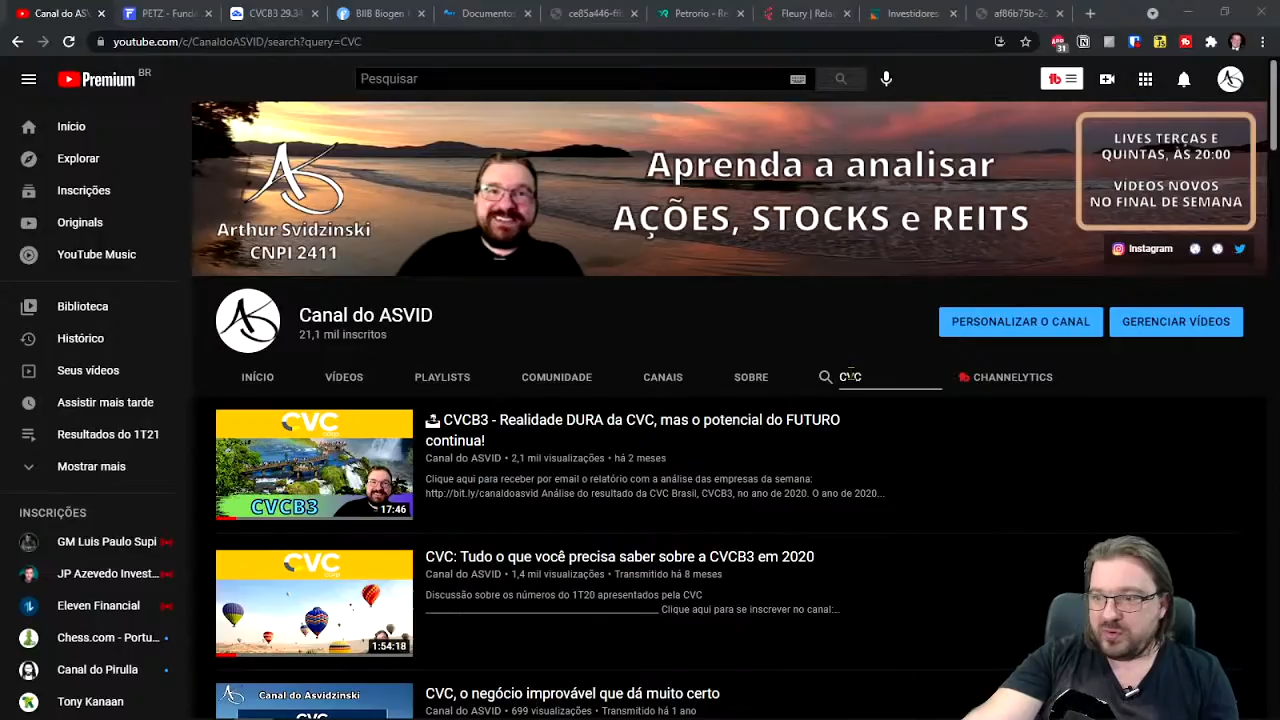 Canal do AS
PETZ - Fund
CVCB3 29.34
BIIB Biogen
Documentos
ce85a446-ff
Petrorio - Re
Fleury | Rela
Investidores
af86b75b-2
youtube.com/c/CanaldoASVID/search?query=CVC
31
JS
Premium BR
Pesquisar
Início
Explorar
Inscrições
Originals
YouTube Music
Biblioteca
Histórico
Seus vídeos
Assistir mais tarde
Resultados do 1T21
Mostrar mais
INSCRIÇÕES
GM Luis Paulo Supi
JP Azevedo Invest...
Eleven Financial
Chess.com - Portu...
Canal do Pirulla
Tony Kanaan
AS
Arthur Svidzinski
CNPI 2411
Aprenda a analisar
AÇÕES, STOCKS e REITS
LIVES TERÇAS E
QUINTAS, ÀS 20:00
VÍDEOS NOVOS
NO FINAL DE SEMANA
Instagram
Canal do ASVID
21,1 mil inscritos
PERSONALIZAR O CANAL
GERENCIAR VÍDEOS
INÍCIO
VÍDEOS
PLAYLISTS
COMUNIDADE
CANAIS
SOBRE
CVC
CHANNELYTICS
CVC
corp
CVCB3
17:46
CVCB3 - Realidade DURA da CVC, mas o potencial do FUTURO
continua!
Canal do ASVID • 2,1 mil visualizações • há 2 meses
Clique aqui para receber por email o relatório com a análise das empresas da semana:
http://bit.ly/canaldoasvid Análise do resultado da CVC Brasil, CVCB3, no ano de 2020. O ano de 2020...
CVC
corp
1:54:18
CVC: Tudo o que você precisa saber sobre a CVCB3 em 2020
Canal do ASVID • 1,4 mil visualizações • Transmitido há 8 meses
Discussão sobre os números do 1T20 apresentados pela CVC
Clique aqui para se inscrever no canal:...
Canal do Asvidzinski
CVC
CVC, o negócio improvável que dá muito certo
Canal do ASVID • 699 visualizações • Transmitido há 1 ano